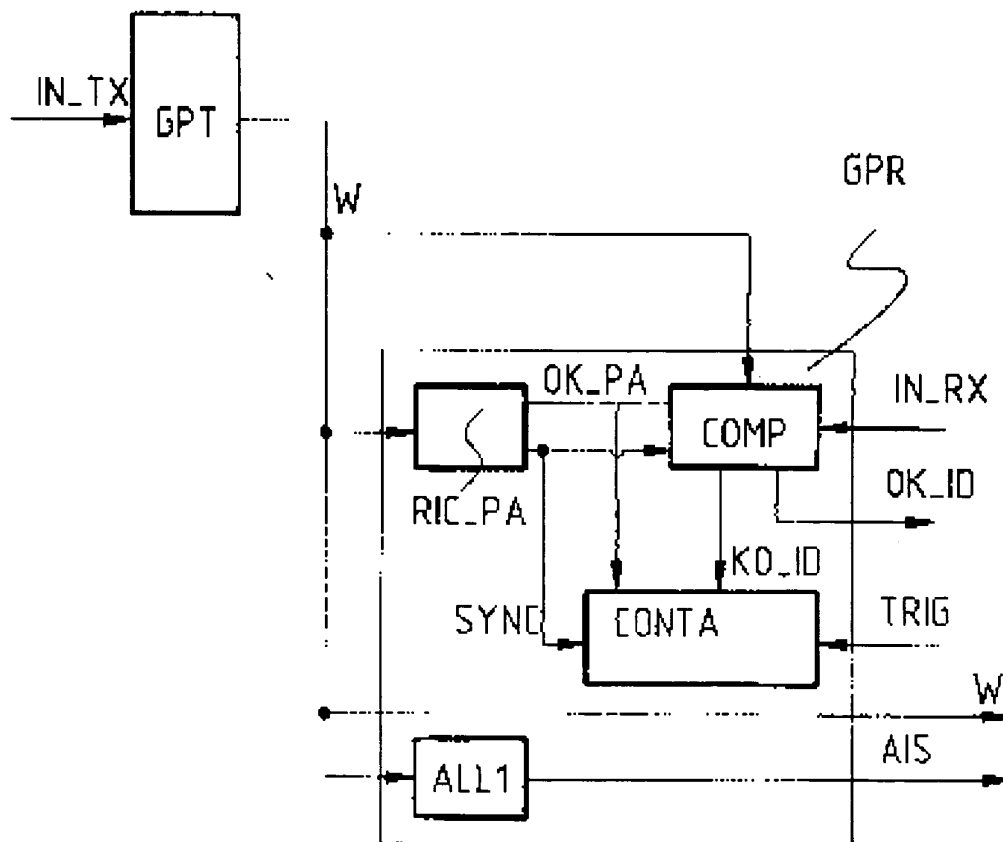 IN_TX
GPT
W
GPR
OK_PA
IN_RX
COMP
RIC_PA
OK_ID
KO_ID
SYNC
CONTA
TRIG
W
AIS
ALL1